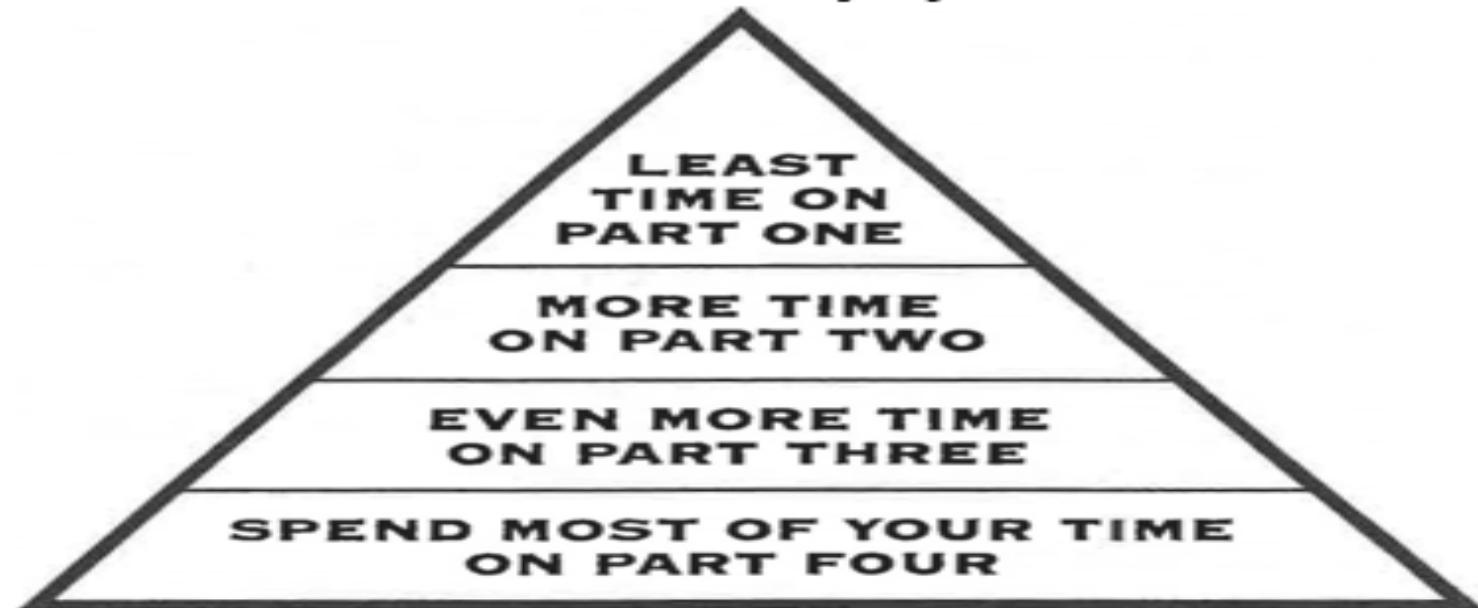 LEAST
TIME ON
PART ONE
MORE TIME
ON PART TWO
EVEN MORE TIME
ON PART THREE
SPEND MOST OF YOUR TIME
ON PART FOUR